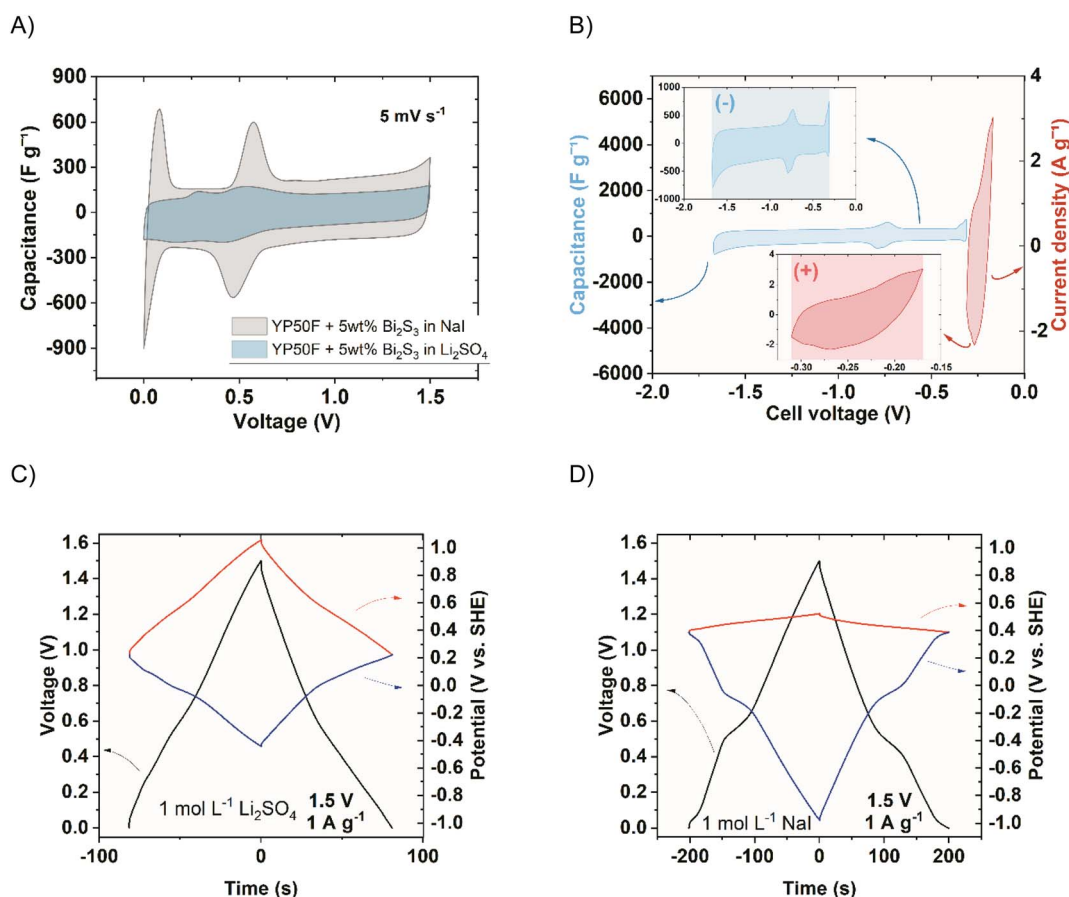 A)
900
600
300
0
-300
-600
-900
Capacitance (F g⁻¹)
5 mV s⁻¹
YP50F + 5wt% Bi₂S₃ in NaI
YP50F + 5wt% Bi₂S₃ in Li₂SO₄
0.0 0.5 1.0 1.5
Voltage (V)
B)
7000
6000
4000
2000
0
-2000
-4000
-6000
Capacitance (F g⁻¹)
(-)
1000
500
0
-500
-1000
-2.0 -1.5 -1.0 -0.5 0.0
(+)
4
2
0
-2
-0.30 -0.25 -0.20 -0.15
4
2
0
-2
Current density (A g⁻¹)
-2.0 -1.5 -1.0 -0.5 0.0
Cell voltage (V)
C)
1.6
1.4
1.2
1.0
0.8
0.6
0.4
0.2
0.0
Voltage (V)
1 mol L⁻¹ Li₂SO₄
1.5 V
1 A g⁻¹
1.0
0.8
0.6
0.4
0.2
0.0
-0.2
-0.4
-0.6
-0.8
-1.0
Potential (V vs. SHE)
-100 0 100
Time (s)
D)
1.6
1.4
1.2
1.0
0.8
0.6
0.4
0.2
0.0
Voltage (V)
1 mol L⁻¹ NaI
1.5 V
1 A g⁻¹
1.0
0.8
0.6
0.4
0.2
0.0
-0.2
-0.4
-0.6
-0.8
-1.0
Potential (V vs. SHE)
-200 -100 0 100 200
Time (s)